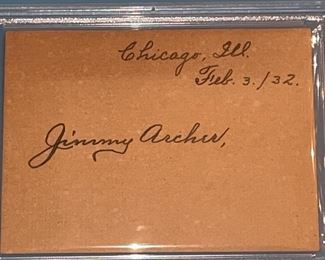 Chicago, Ill.
Feb. 3./32.
Jimmy Archer,